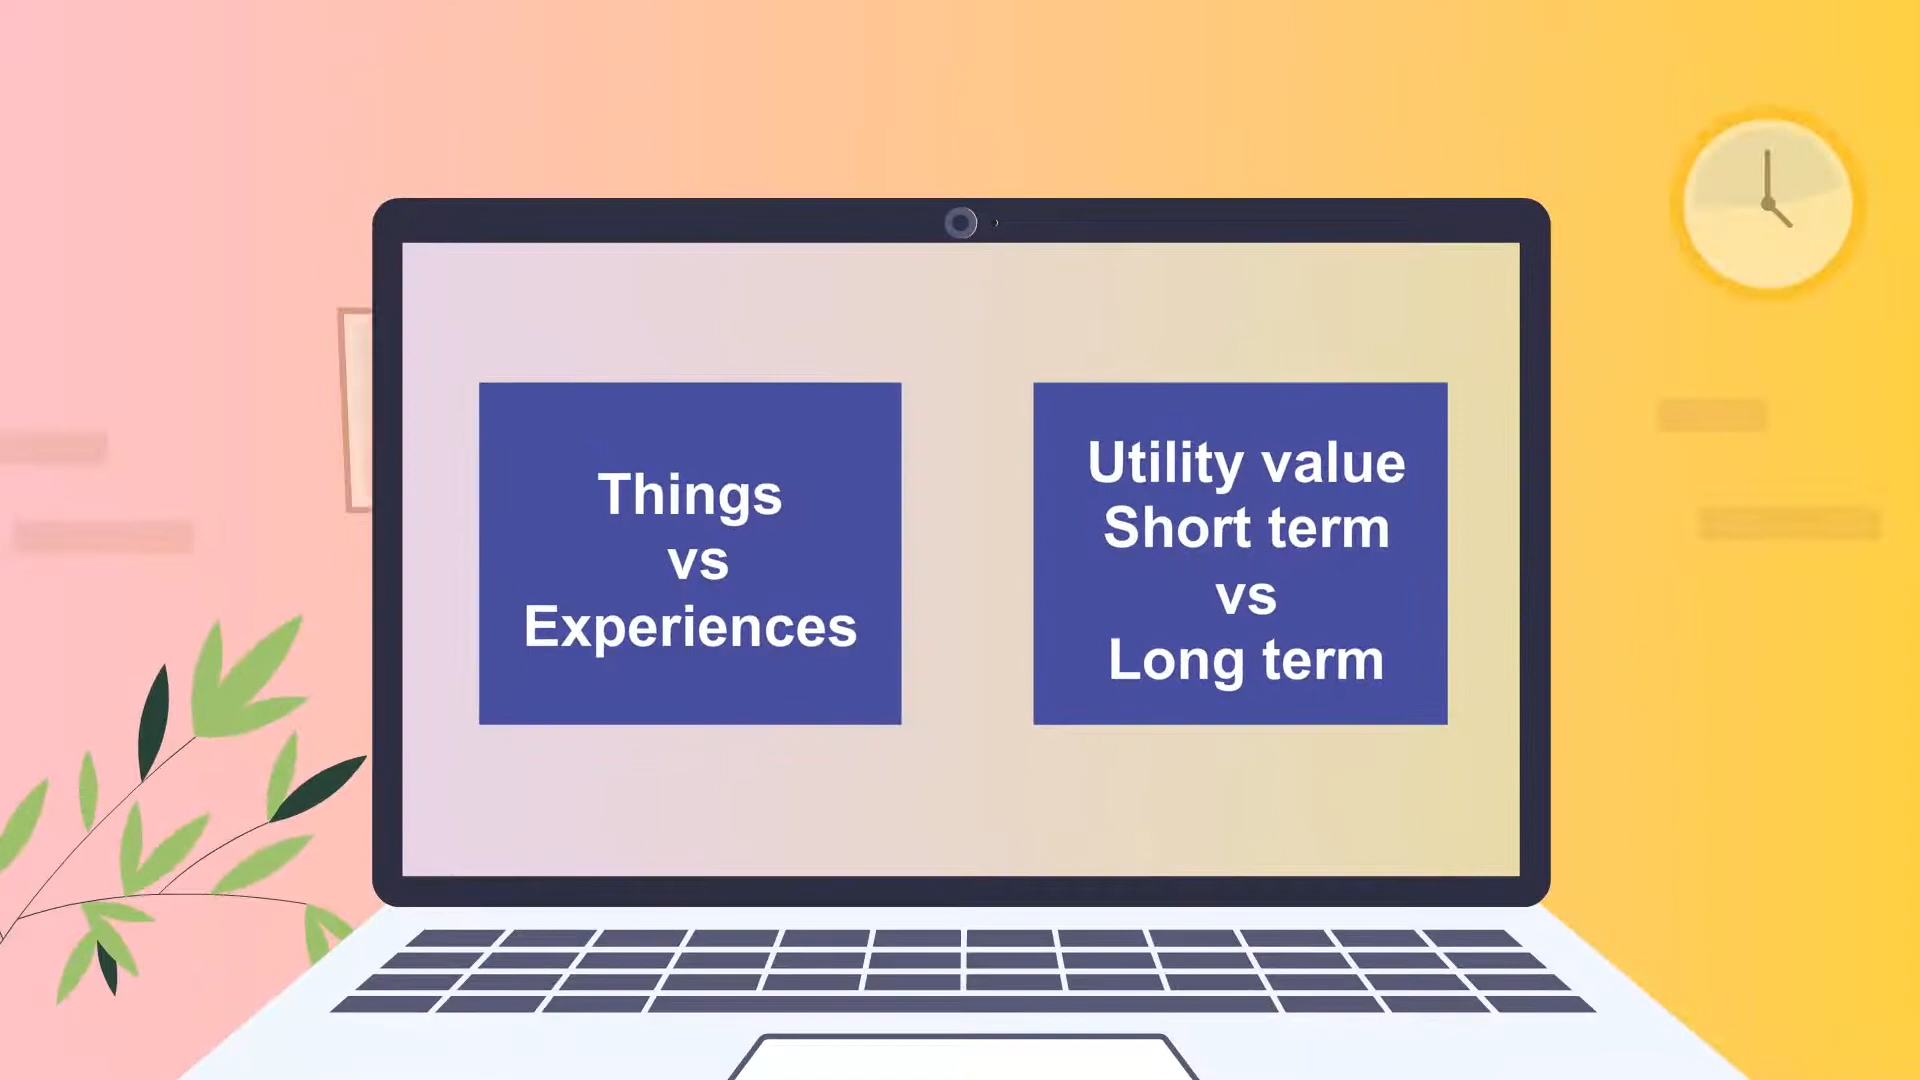 Things
vs
Experiences
Utility value
Short term
vs
Long term